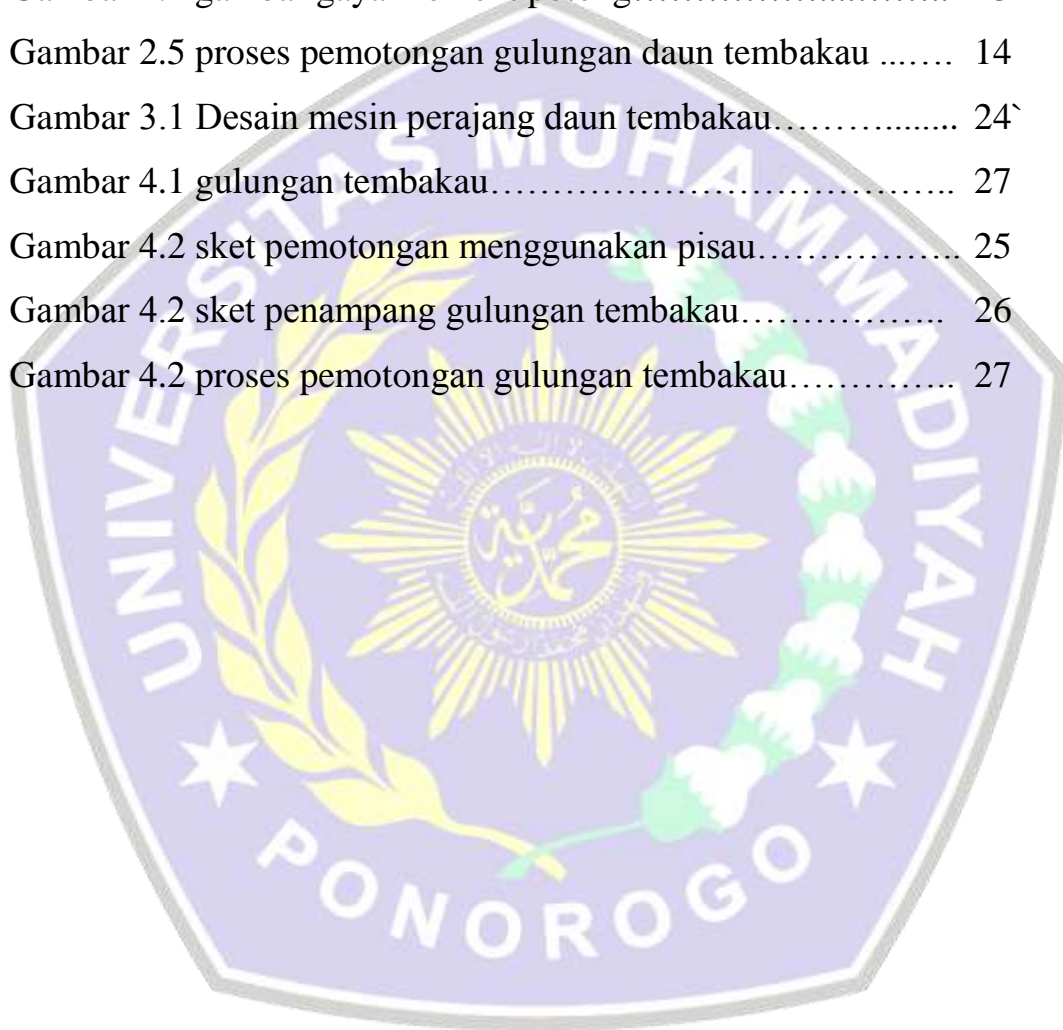 Gambar 2.5 proses pemotongan gulungan daun tembakau ...…. 14
Gambar 3.1 Desain mesin perajang daun tembakau………........ 24`
Gambar 4.1 gulungan tembakau……………………………….. 27
Gambar 4.2 sket pemotongan menggunakan pisau…………….. 25
Gambar 4.2 sket penampang gulungan tembakau……………... 26
Gambar 4.2 proses pemotongan gulungan tembakau………….. 27
UNIVERSITAS MUHAMMADIYAH
PONOROGO